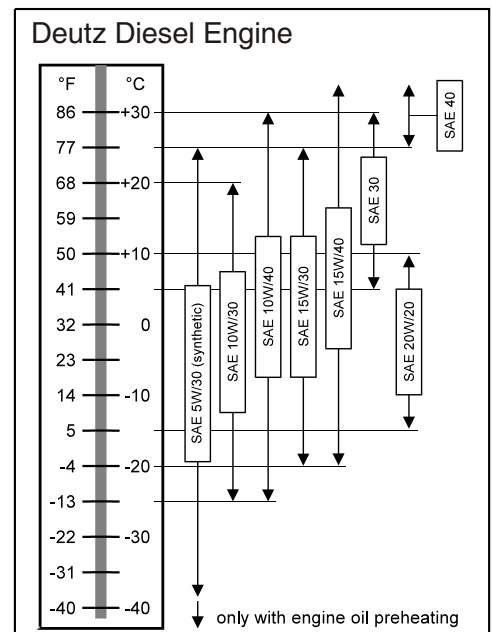 Deutz Diesel Engine
°F °C
86 +30
77
68 +20
59
50 +10
41
32 0
23
14 -10
5
-4 -20
-13
-22 -30
-31
-40 -40
SAE 5W/30 (synthetic)
SAE 10W/30
SAE 10W/40
SAE 15W/30
SAE 15W/40
SAE 30
SAE 20W/20
SAE 40
only with engine oil preheating